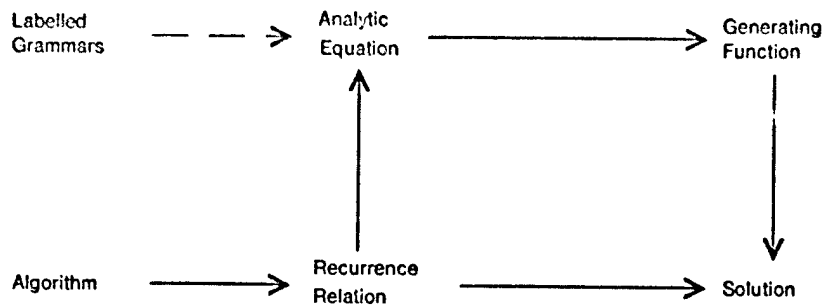 Labelled
Grammars
Analytic
Equation
Generating
Function
Algorithm
Recurrence
Relation
Solution